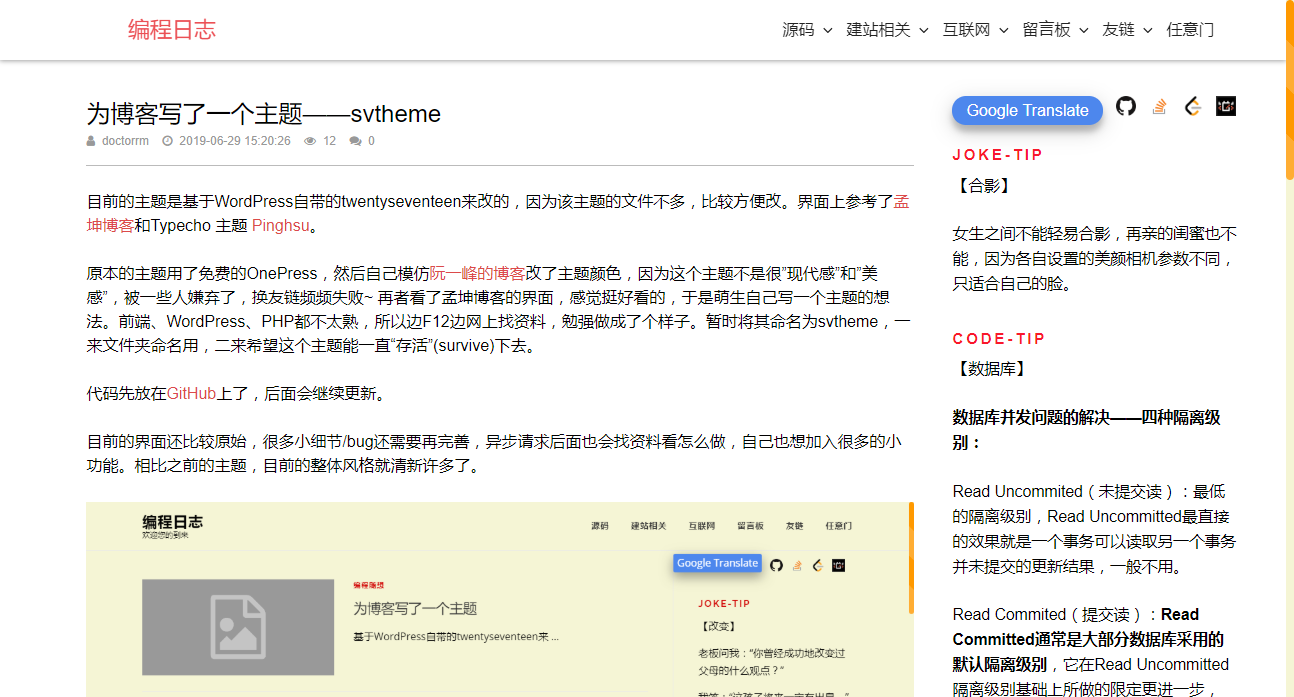 编程日志
源码 建站相关 互联网 留言板 友链 任意门
为博客写了一个主题——svtheme
doctorrm 2019-06-29 15:20:26 12 0
目前的主题是基于WordPress自带的twentyseventeen来改的，因为该主题的文件不多，比较方便改。界面上参考了孟
坤博客和Typecho 主题 Pinghsu。
原本的主题用了免费的OnePress，然后自己模仿阮一峰的博客改了主题颜色，因为这个主题不是很”现代感”和”美
感”，被一些人嫌弃了，换友链频频失败~ 再者看了孟坤博客的界面，感觉挺好看的，于是萌生自己写一个主题的想
法。前端、WordPress、PHP都不太熟，所以边F12边网上找资料，勉强做成了个样子。暂时将其命名为svtheme，一
来文件夹命名用，二来希望这个主题能一直“存活”(survive)下去。
代码先放在GitHub上了，后面会继续更新。
目前的界面还比较原始，很多小细节/bug还需要再完善，异步请求后面也会找资料看怎么做，自己也想加入很多的小
功能。相比之前的主题，目前的整体风格就清新许多了。
编程日志
欢迎您的到来
源码 建站相关 互联网 留言板 友链 任意门
Google Translate
编程随想
为博客写了一个主题
基于WordPress自带的twentyseventeen来 ...
JOKE-TIP
【改变】
老板问我：“你曾经成功地改变过
父母的什么观点？”
Google Translate
JOKE-TIP
【合影】
女生之间不能轻易合影，再亲的闺蜜也不
能，因为各自设置的美颜相机参数不同，
只适合自己的脸。
CODE-TIP
【数据库】
数据库并发问题的解决——四种隔离级
别：
Read Uncommited（未提交读）：最低
的隔离级别，Read Uncommitted最直接
的效果就是一个事务可以读取另一个事务
并未提交的更新结果，一般不用。
Read Commited（提交读）：Read
Committed通常是大部分数据库采用的
默认隔离级别，它在Read Uncommitted
隔离级别基础上所做的限定更进一步，